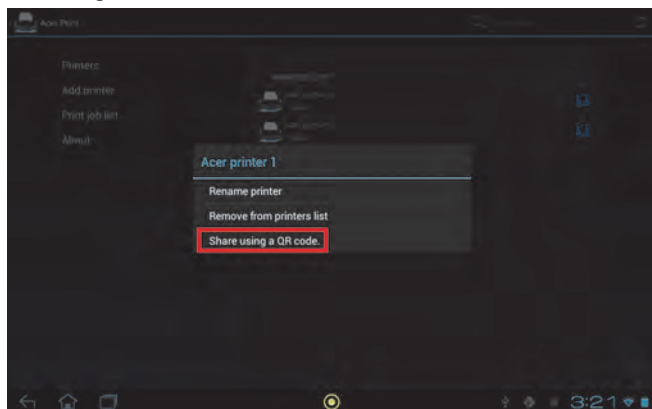 Acer Print
Printers
Add printer
Print job list
About
Acer printer 1
Rename printer
Remove from printers list
Share using a QR code.
3:21